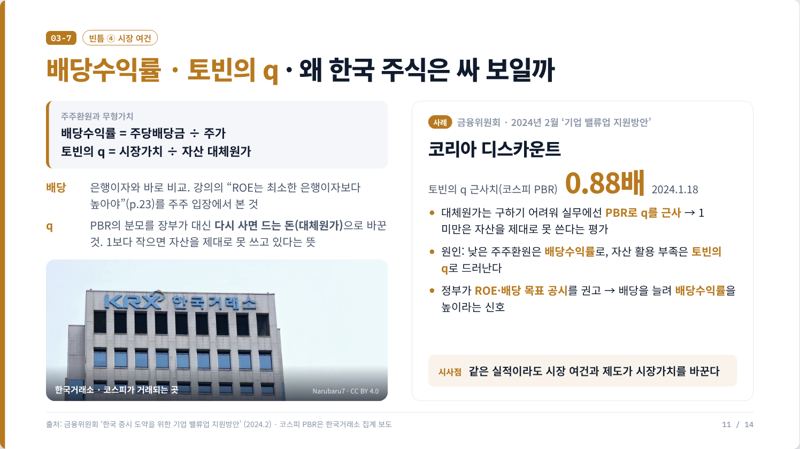 03-7 빈틈 ④ 시장 여건
배당수익률 · 토빈의 q · 왜 한국 주식은 싸 보일까
주주환원과 무형가치
배당수익률 = 주당배당금 ÷ 주가
토빈의 q = 시장가치 ÷ 자산 대체원가
배당 은행이자와 바로 비교. 강의의 “ROE는 최소한 은행이자보다
높아야”(p.23)를 주주 입장에서 본 것
q PBR의 분모를 장부가 대신 다시 사면 드는 돈(대체원가)으로 바꾼
것. 1보다 작으면 자산을 제대로 못 쓰고 있다는 뜻
KRX 한국거래소
한국거래소 · 코스피가 거래되는 곳
Narubaru7 · CC BY 4.0
사례 금융위원회 · 2024년 2월 ‘기업 밸류업 지원방안’
코리아 디스카운트
토빈의 q 근사치(코스피 PBR) 0.88배 2024.1.18
• 대체원가는 구하기 어려워 실무에선 PBR로 q를 근사 → 1
미만은 자산을 제대로 못 쓴다는 평가
• 원인: 낮은 주주환원은 배당수익률로, 자산 활용 부족은 토빈의
q로 드러난다
• 정부가 ROE·배당 목표 공시를 권고 → 배당을 늘려 배당수익률을
높이라는 신호
시사점 같은 실적이라도 시장 여건과 제도가 시장가치를 바꾼다
출처: 금융위원회 ‘한국 증시 도약을 위한 기업 밸류업 지원방안’ (2024.2) · 코스피 PBR은 한국거래소 집계 보도
11 / 14